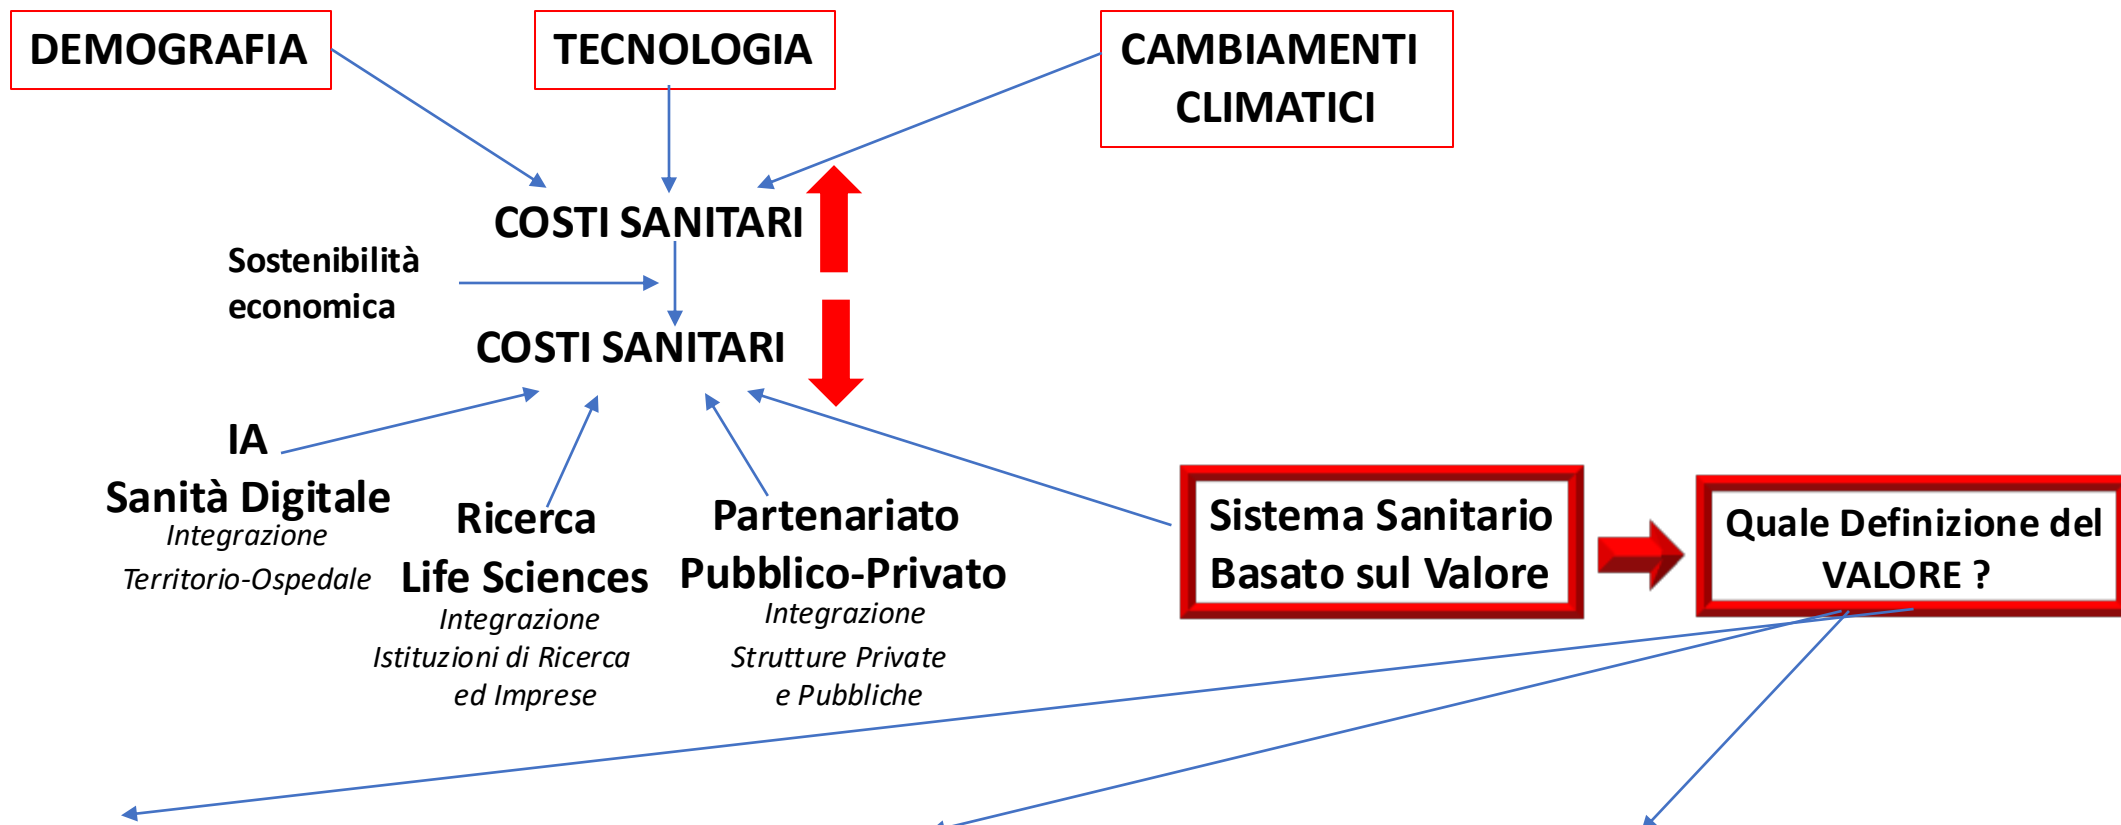 DEMOGRAFIA
TECNOLOGIA
CAMBIAMENTI
CLIMATICI
COSTI SANITARI
Sostenibilità
economica
COSTI SANITARI
IA
Sanità Digitale
Integrazione
Territorio-Ospedale
Ricerca
Life Sciences
Integrazione
Istituzioni di Ricerca
ed Imprese
Partenariato
Pubblico-Privato
Integrazione
Strutture Private
e Pubbliche
Sistema Sanitario
Basato sul Valore
Quale Definizione del
VALORE ?